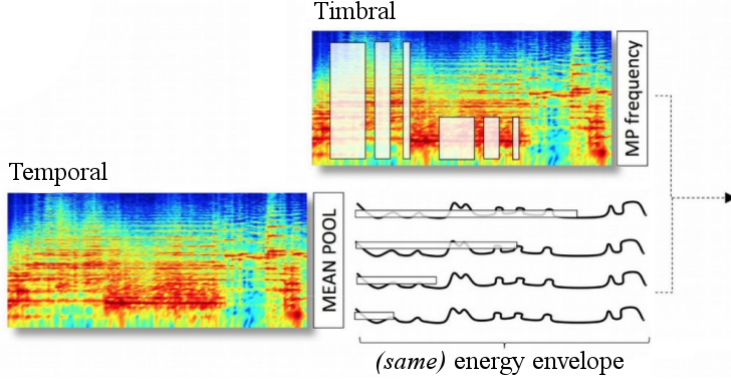 Timbral
MP frequency
Temporal
MEAN POOL
(same) energy envelope